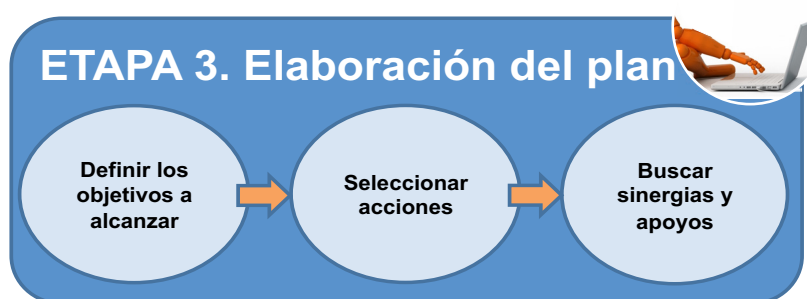 ETAPA 3. Elaboración del plan
Definir los
objetivos a
alcanzar
Seleccionar
acciones
Buscar
sinergias y
apoyos